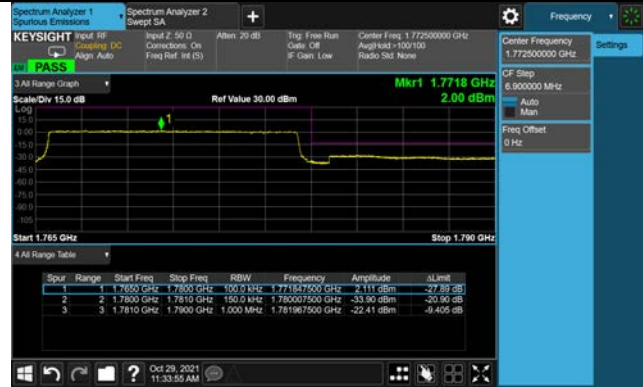 Spectrum Analyzer 1
Spurious Emissions
Spectrum Analyzer 2
Swept SA
Frequency
KEYSIGHT
Input: RF
Coupling: DC
Align: Auto
Input Z: 50 Ω
Corrections: On
Freq Ref: Int (S)
Atten: 20 dB
Trig: Free Run
Gate: Off
IF Gain: Low
Center Freq: 1.772500000 GHz
Avg|Hold:>100/100
Radio Std: None
PASS
3 All Range Graph
Scale/Div 15.0 dB
Ref Value 30.00 dBm
Mkr1 1.7718 GHz
2.00 dBm
Log
15.0
0.00
-15.0
-30.0
-45.0
-60.0
-75.0
-90.0
-105
1
Start 1.765 GHz
Stop 1.790 GHz
4 All Range Table
Spur Range Start Freq Stop Freq RBW Frequency Amplitude ΔLimit
1 1 1.7650 GHz 1.7800 GHz 100.0 kHz 1.771847500 GHz 2.111 dBm -27.89 dB
2 2 1.7800 GHz 1.7810 GHz 150.0 kHz 1.780007500 GHz -33.90 dBm -20.90 dB
3 3 1.7810 GHz 1.7900 GHz 1.000 MHz 1.781967500 GHz -22.41 dBm -9.405 dB
Oct 29, 2021
11:33:55 AM
Center Frequency
1.772500000 GHz
Settings
CF Step
6.900000 MHz
Auto
Man
Freq Offset
0 Hz